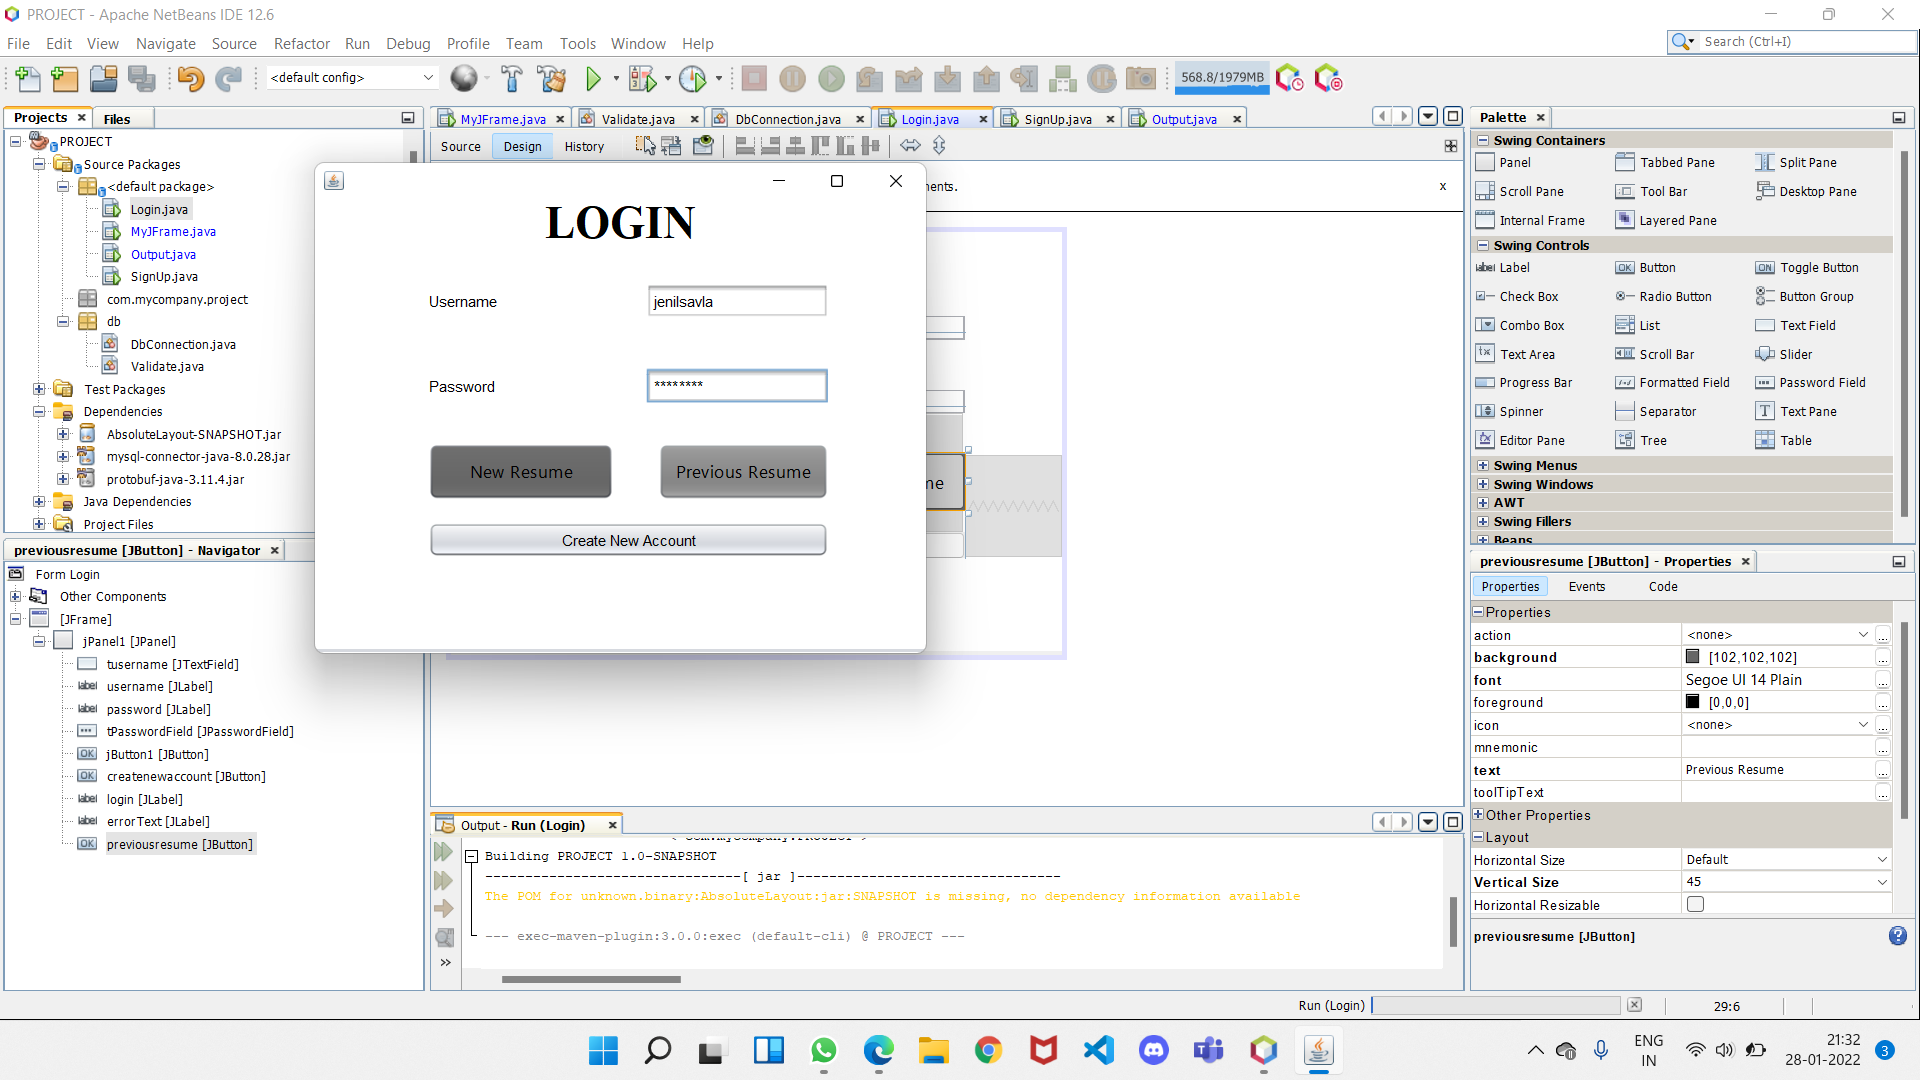 PROJECT - Apache NetBeans IDE 12.6
File Edit View Navigate Source Refactor Run Debug Profile Team Tools Window Help
Search (Ctrl+I)
<default config>
568.8/1979MB
Projects
Files
PROJECT
Source Packages
<default package>
Login.java
MyJFrame.java
Output.java
SignUp.java
com.mycompany.project
db
DbConnection.java
Validate.java
Test Packages
Dependencies
AbsoluteLayout-SNAPSHOT.jar
mysql-connector-java-8.0.28.jar
protobuf-java-3.11.4.jar
Java Dependencies
Project Files
previousresume [JButton] - Navigator
Form Login
Other Components
[JFrame]
jPanel1 [JPanel]
tusername [JTextField]
username [JLabel]
password [JLabel]
tPasswordField [JPasswordField]
jButton1 [JButton]
createnewaccount [JButton]
login [JLabel]
errorText [JLabel]
previousresume [JButton]
MyJFrame.java Validate.java DbConnection.java Login.java SignUp.java Output.java
Source Design History
nents.
x
LOGIN
Username
jenilsavla
Password
********
New Resume
Previous Resume
Create New Account
ne
Output - Run (Login)
Building PROJECT 1.0-SNAPSHOT
--------------------------------[ jar ]---------------------------------
The POM for unknown.binary:AbsoluteLayout:jar:SNAPSHOT is missing, no dependency information available
--- exec-maven-plugin:3.0.0:exec (default-cli) @ PROJECT ---
Palette
Swing Containers
Panel Tabbed Pane Split Pane
Scroll Pane Tool Bar Desktop Pane
Internal Frame Layered Pane
Swing Controls
label Label OK Button ON Toggle Button
Check Box Radio Button Button Group
Combo Box List Text Field
Text Area Scroll Bar Slider
Progress Bar Formatted Field Password Field
Spinner Separator Text Pane
Editor Pane Tree Table
Swing Menus
Swing Windows
AWT
Swing Fillers
Beans
previousresume [JButton] - Properties
Properties Events Code
Properties
action <none>
background [102,102,102]
font Segoe UI 14 Plain
foreground [0,0,0]
icon <none>
mnemonic
text Previous Resume
toolTipText
Other Properties
Layout
Horizontal Size Default
Vertical Size 45
Horizontal Resizable
previousresume [JButton]
Run (Login)
29:6
ENG
IN
21:32
28-01-2022
3